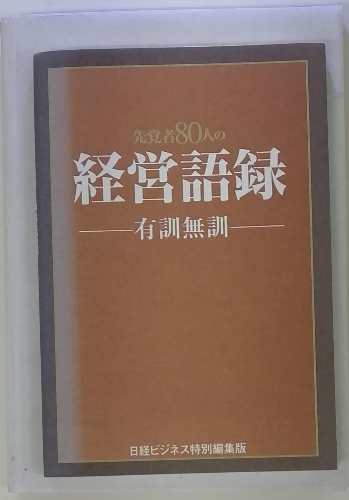 先覚者80人の
経営語録
有訓無訓
日経ビジネス特別編集版